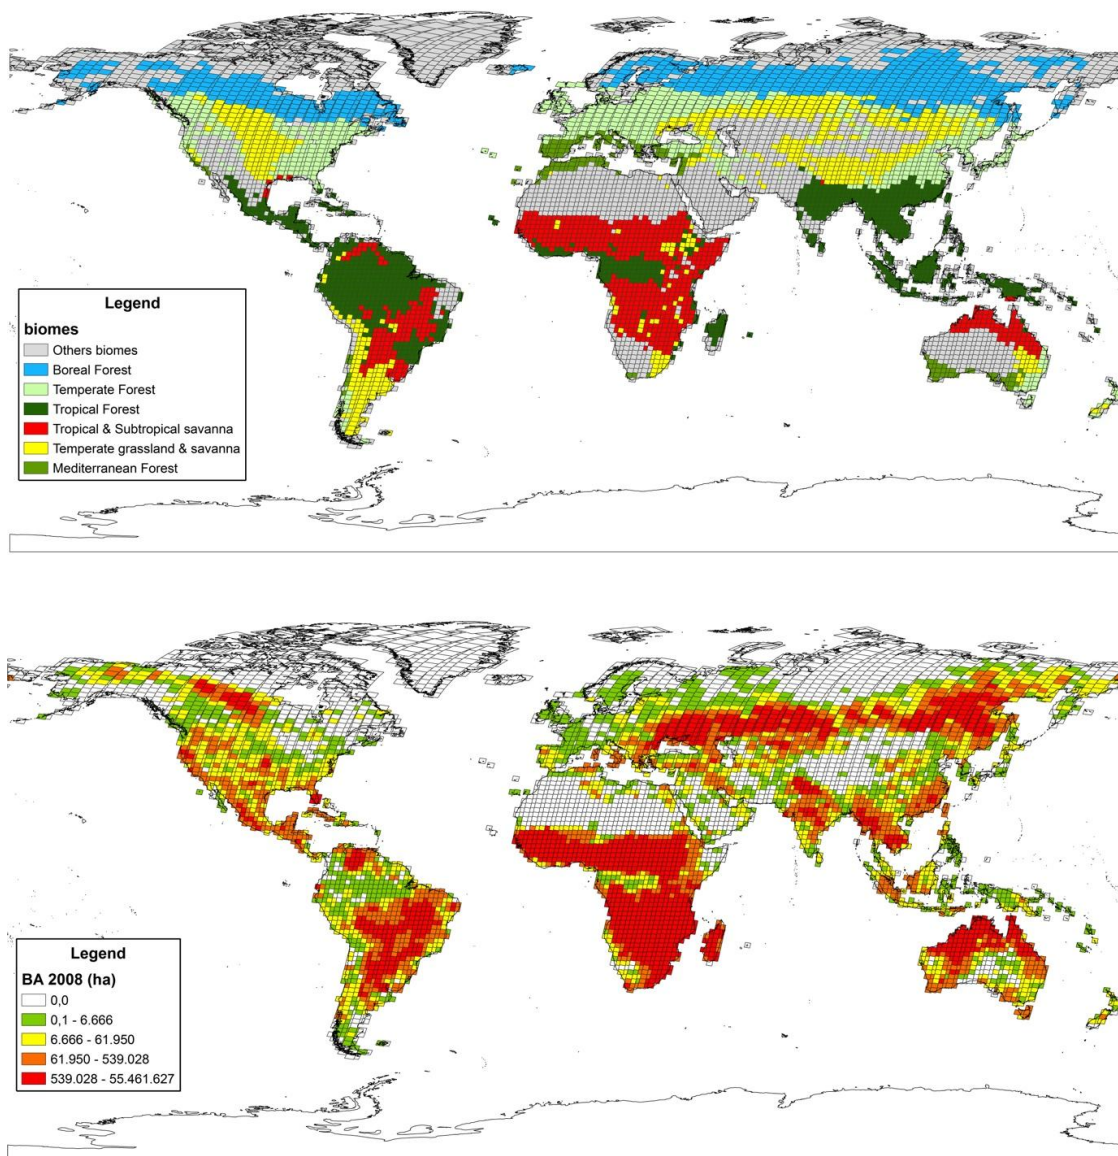 Legend
biomes
Others biomes
Boreal Forest
Temperate Forest
Tropical Forest
Tropical & Subtropical savanna
Temperate grassland & savanna
Mediterranean Forest
Legend
BA 2008 (ha)
0,0
0,1 - 6.666
6.666 - 61.950
61.950 - 539.028
539.028 - 55.461.627